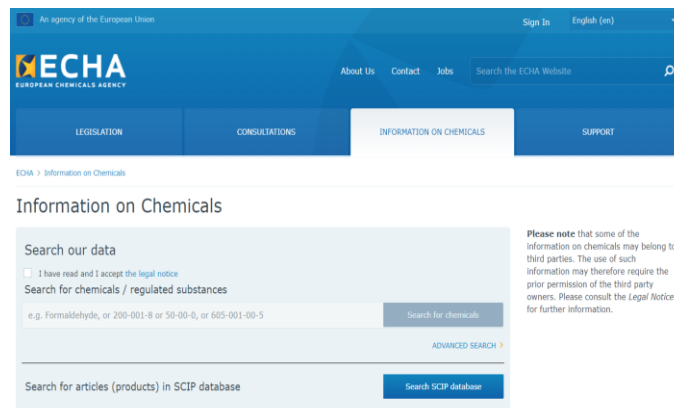 An agency of the European Union
Sign In
English (en)
ECHA
EUROPEAN CHEMICALS AGENCY
About Us
Contact
Jobs
Search the ECHA Website
LEGISLATION
CONSULTATIONS
INFORMATION ON CHEMICALS
SUPPORT
ECHA > Information on Chemicals
Information on Chemicals
Search our data
I have read and I accept the legal notice
Search for chemicals / regulated substances
e.g. Formaldehyde, or 200-001-8 or 50-00-0, or 605-001-00-5
Search for chemicals
ADVANCED SEARCH >
Search for articles (products) in SCIP database
Search SCIP database
Please note that some of the
information on chemicals may belong to
third parties. The use of such
information may therefore require the
prior permission of the third party
owners. Please consult the Legal Notice
for further information.